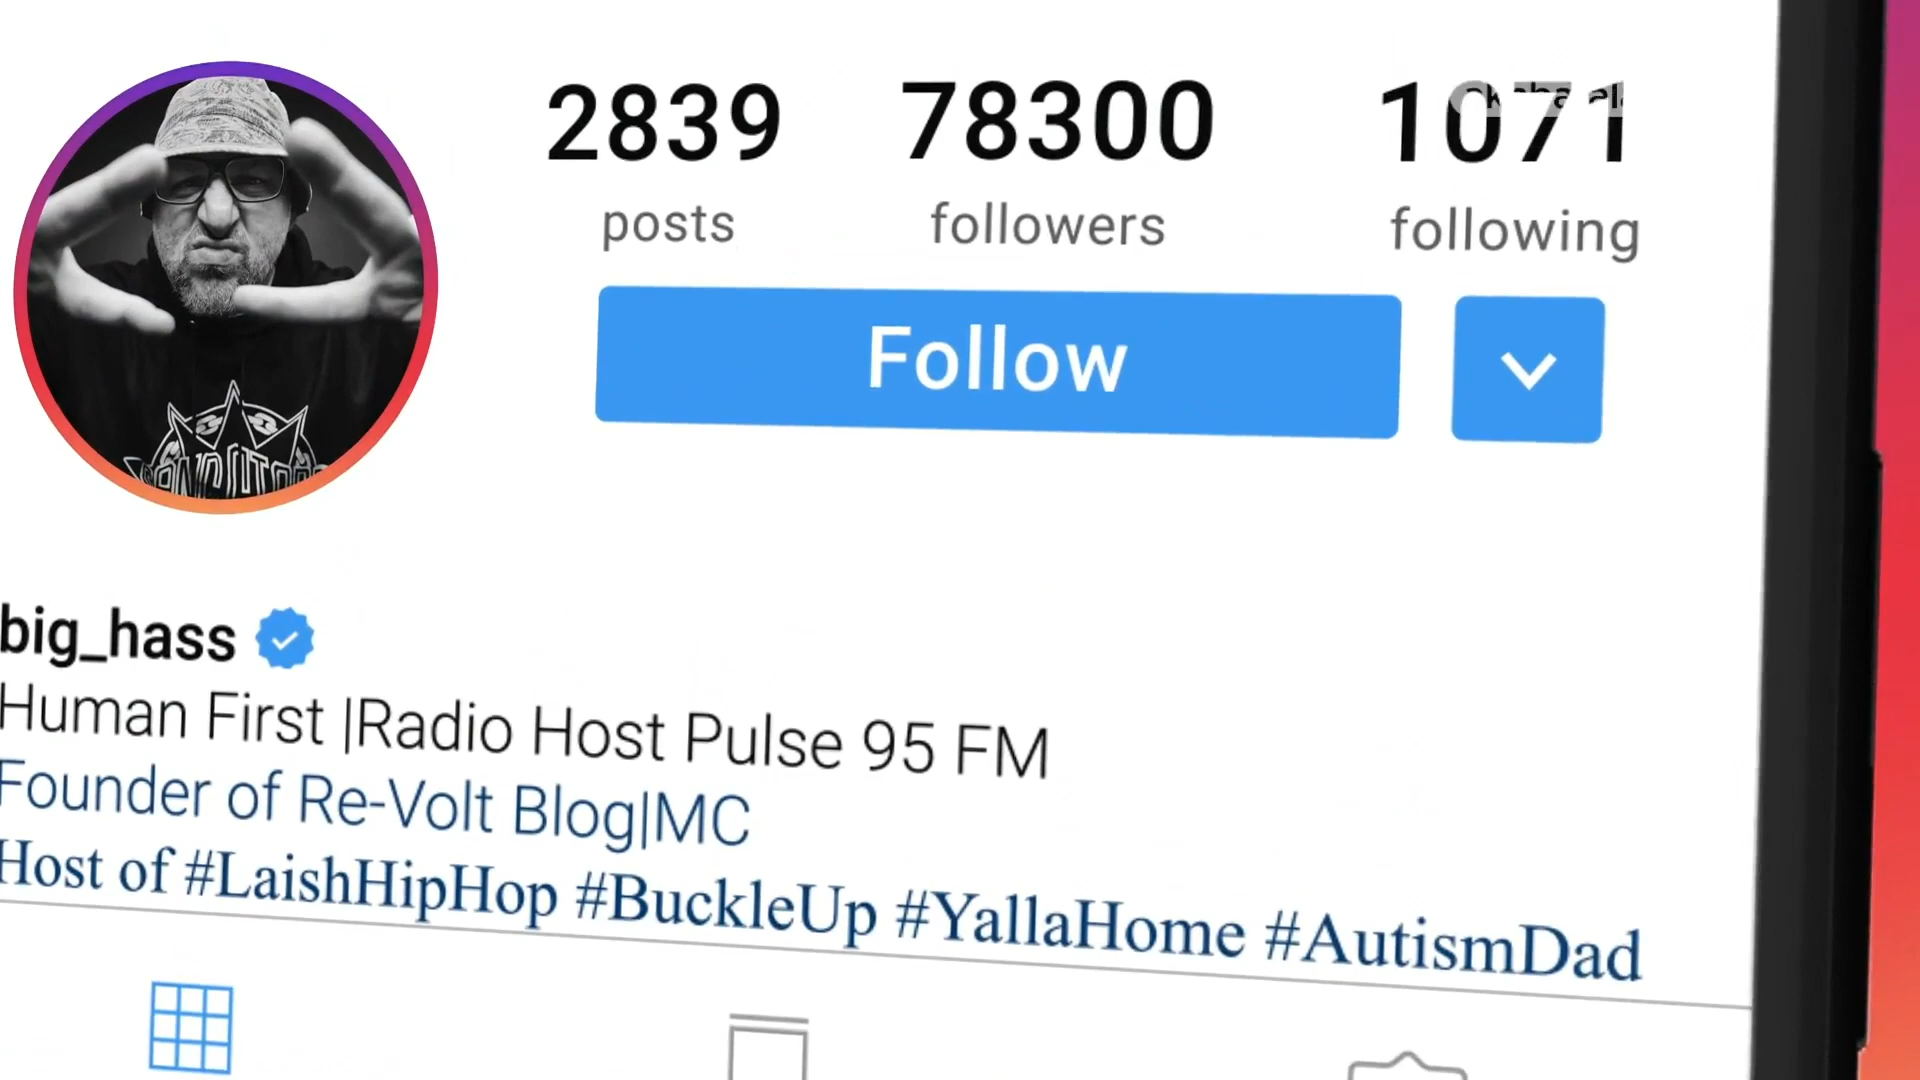 2839 78300 1071
posts followers following
Follow
big_hass
Human First |Radio Host Pulse 95 FM
Founder of Re-Volt Blog|MC
Host of #LaishHipHop #BuckleUp #YallaHome #AutismDad